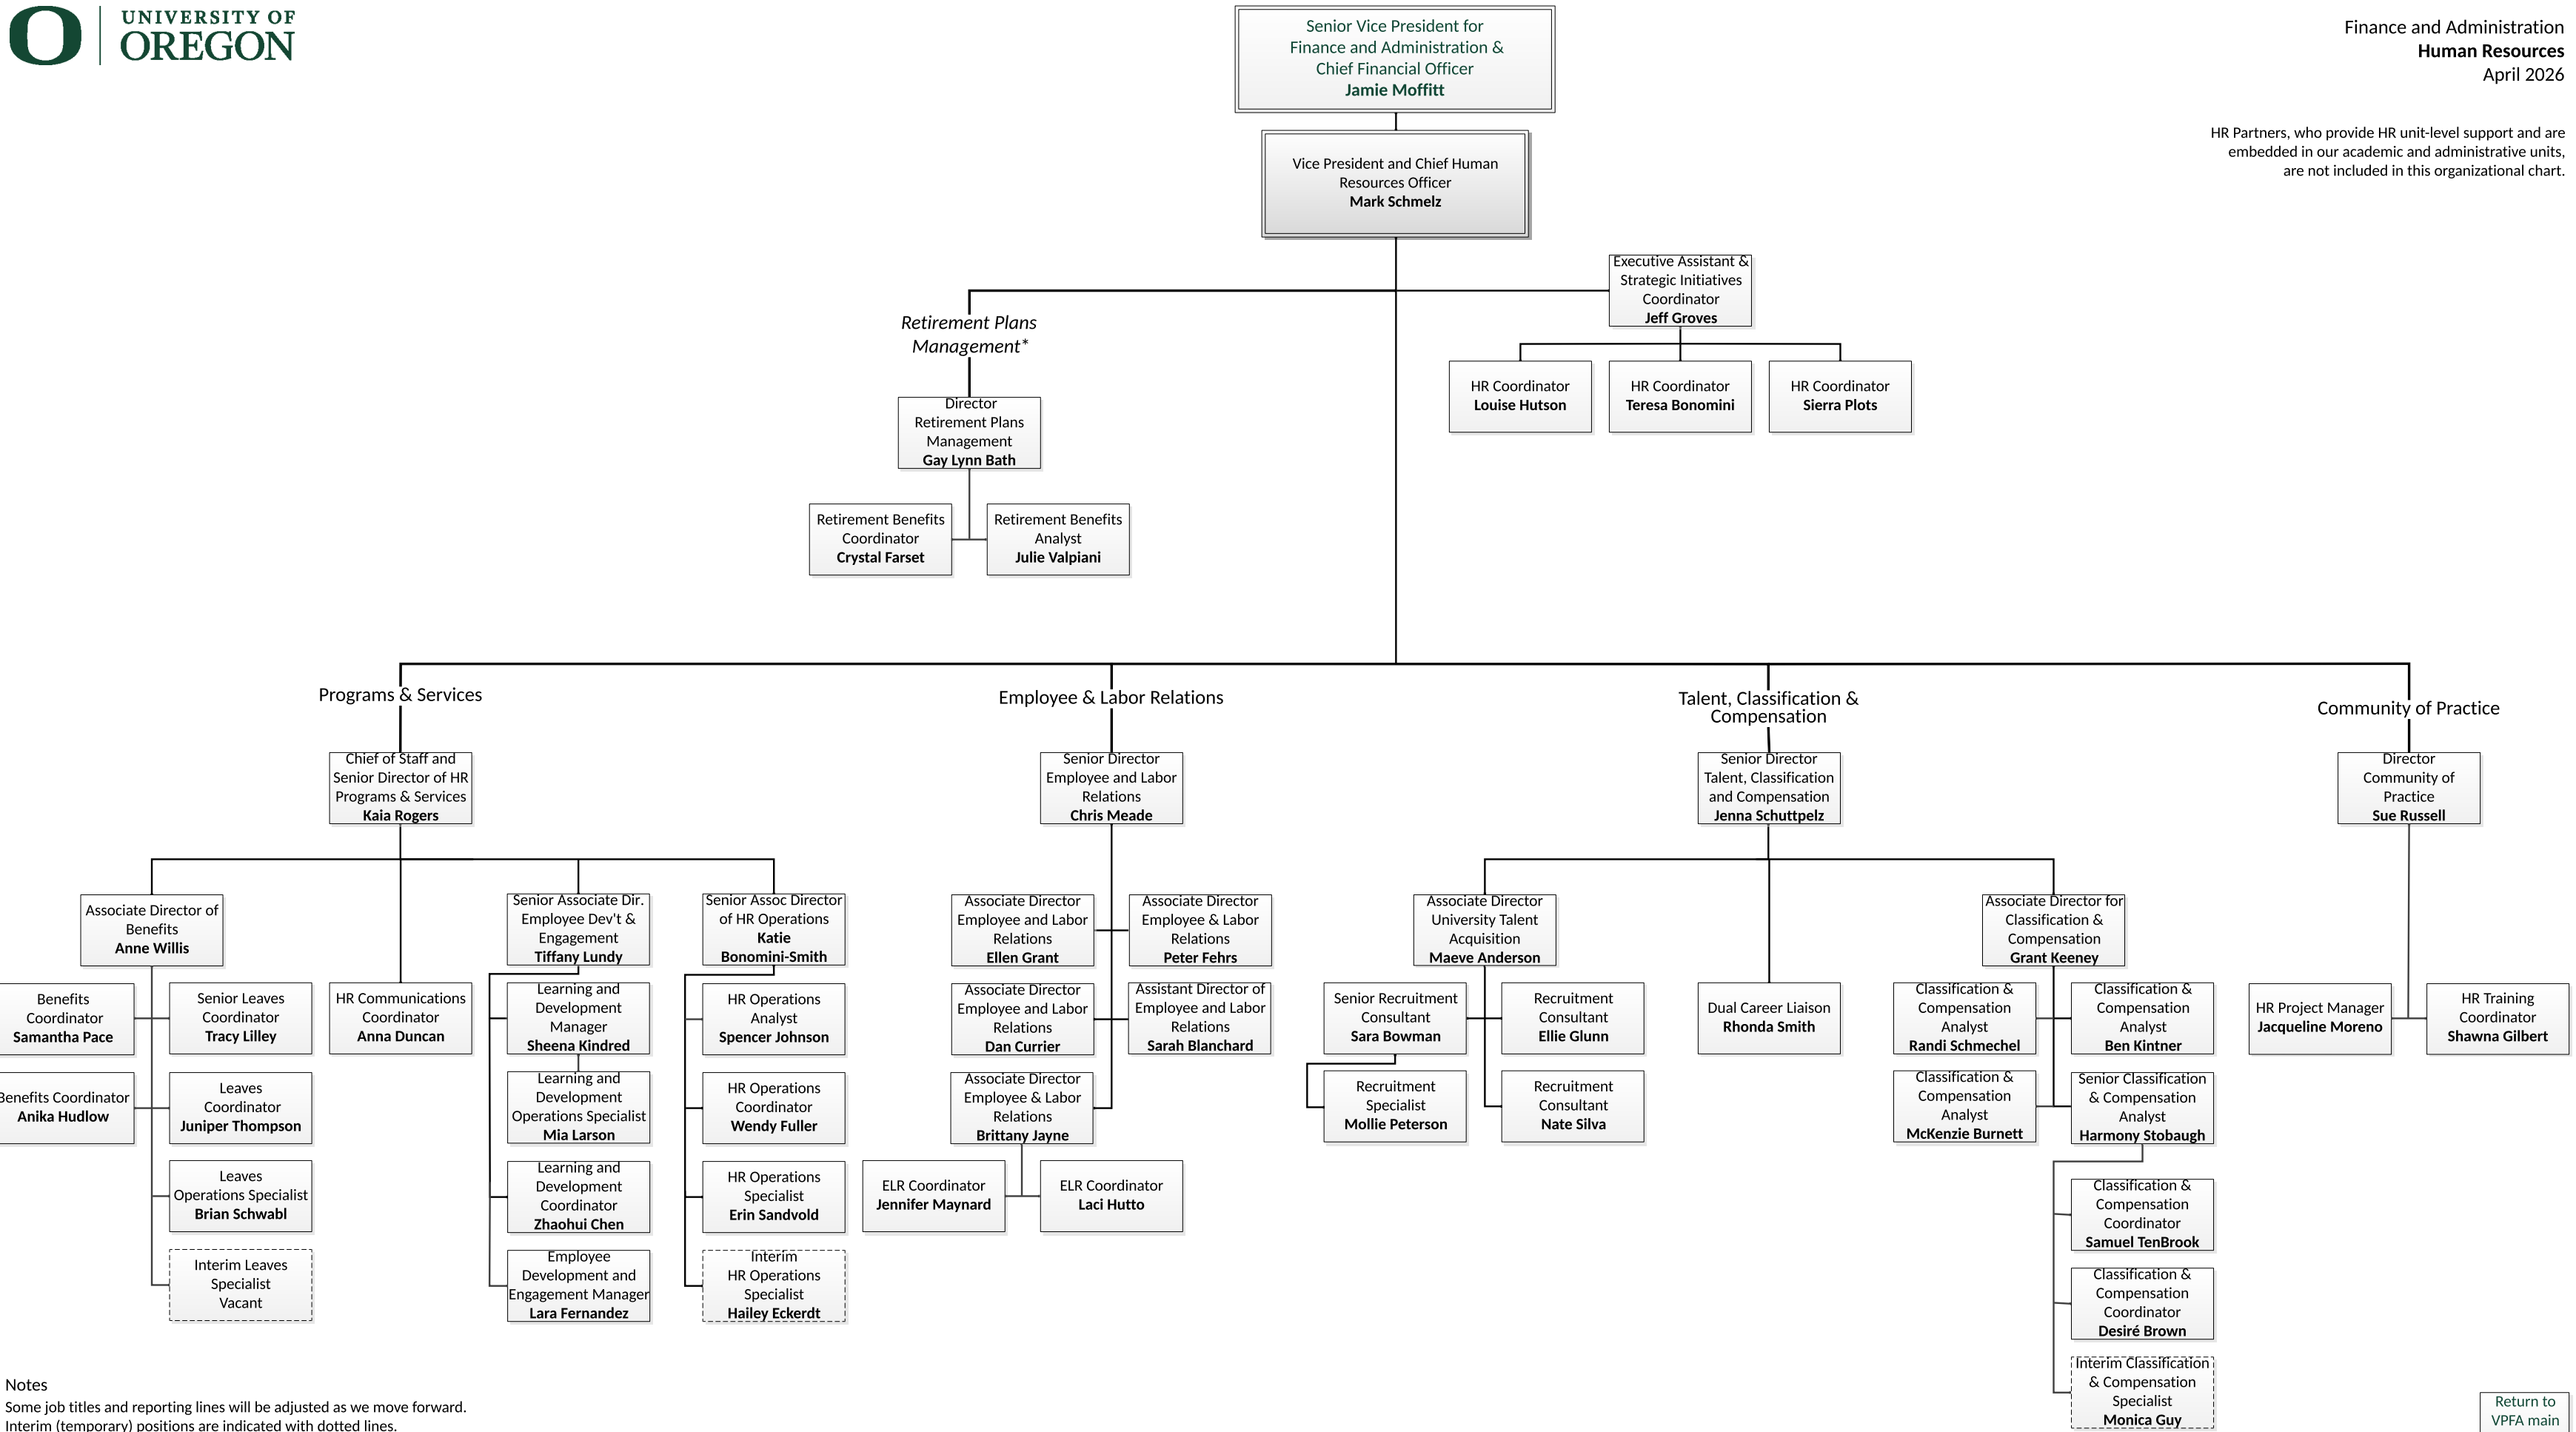 UNIVERSITY OF
OREGON
Senior Vice President for
Finance and Administration &
Chief Financial Officer
Jamie Moffitt
Finance and Administration
Human Resources
April 2026
HR Partners, who provide HR unit-level support and are
embedded in our academic and administrative units,
are not included in this organizational chart.
Vice President and Chief Human
Resources Officer
Mark Schmelz
Executive Assistant &
Strategic Initiatives
Coordinator
Jeff Groves
HR Coordinator
Louise Hutson
HR Coordinator
Teresa Bonomini
HR Coordinator
Sierra Plots
Retirement Plans
Management*
Director
Retirement Plans
Management
Gay Lynn Bath
Retirement Benefits
Coordinator
Crystal Farset
Retirement Benefits
Analyst
Julie Valpiani
Programs & Services
Chief of Staff and
Senior Director of HR
Programs & Services
Kaia Rogers
Associate Director of
Benefits
Anne Willis
Benefits
Coordinator
Samantha Pace
Senior Leaves
Coordinator
Tracy Lilley
Benefits Coordinator
Anika Hudlow
Leaves
Coordinator
Juniper Thompson
Leaves
Operations Specialist
Brian Schwabl
Interim Leaves
Specialist
Vacant
HR Communications
Coordinator
Anna Duncan
Senior Associate Dir.
Employee Dev't &
Engagement
Tiffany Lundy
Learning and
Development
Manager
Sheena Kindred
Learning and
Development
Operations Specialist
Mia Larson
Learning and
Development
Coordinator
Zhaohui Chen
Employee
Development and
Engagement Manager
Lara Fernandez
Senior Assoc Director
of HR Operations
Katie
Bonomini-Smith
HR Operations
Analyst
Spencer Johnson
HR Operations
Coordinator
Wendy Fuller
HR Operations
Specialist
Erin Sandvold
Interim
HR Operations
Specialist
Hailey Eckerdt
Employee & Labor Relations
Senior Director
Employee and Labor
Relations
Chris Meade
Associate Director
Employee and Labor
Relations
Ellen Grant
Associate Director
Employee & Labor
Relations
Peter Fehrs
Associate Director
Employee and Labor
Relations
Dan Currier
Assistant Director of
Employee and Labor
Relations
Sarah Blanchard
Associate Director
Employee & Labor
Relations
Brittany Jayne
ELR Coordinator
Jennifer Maynard
ELR Coordinator
Laci Hutto
Talent, Classification &
Compensation
Senior Director
Talent, Classification
and Compensation
Jenna Schuttpelz
Associate Director
University Talent
Acquisition
Maeve Anderson
Senior Recruitment
Consultant
Sara Bowman
Recruitment
Consultant
Ellie Glunn
Recruitment
Specialist
Mollie Peterson
Recruitment
Consultant
Nate Silva
Dual Career Liaison
Rhonda Smith
Associate Director for
Classification &
Compensation
Grant Keeney
Classification &
Compensation
Analyst
Randi Schmechel
Classification &
Compensation
Analyst
Ben Kintner
Classification &
Compensation
Analyst
McKenzie Burnett
Senior Classification
& Compensation
Analyst
Harmony Stobaugh
Classification &
Compensation
Coordinator
Samuel TenBrook
Classification &
Compensation
Coordinator
Desiré Brown
Interim Classification
& Compensation
Specialist
Monica Guy
Community of Practice
Director
Community of
Practice
Sue Russell
HR Project Manager
Jacqueline Moreno
HR Training
Coordinator
Shawna Gilbert
Notes
Some job titles and reporting lines will be adjusted as we move forward.
Interim (temporary) positions are indicated with dotted lines.
Return to
VPFA main